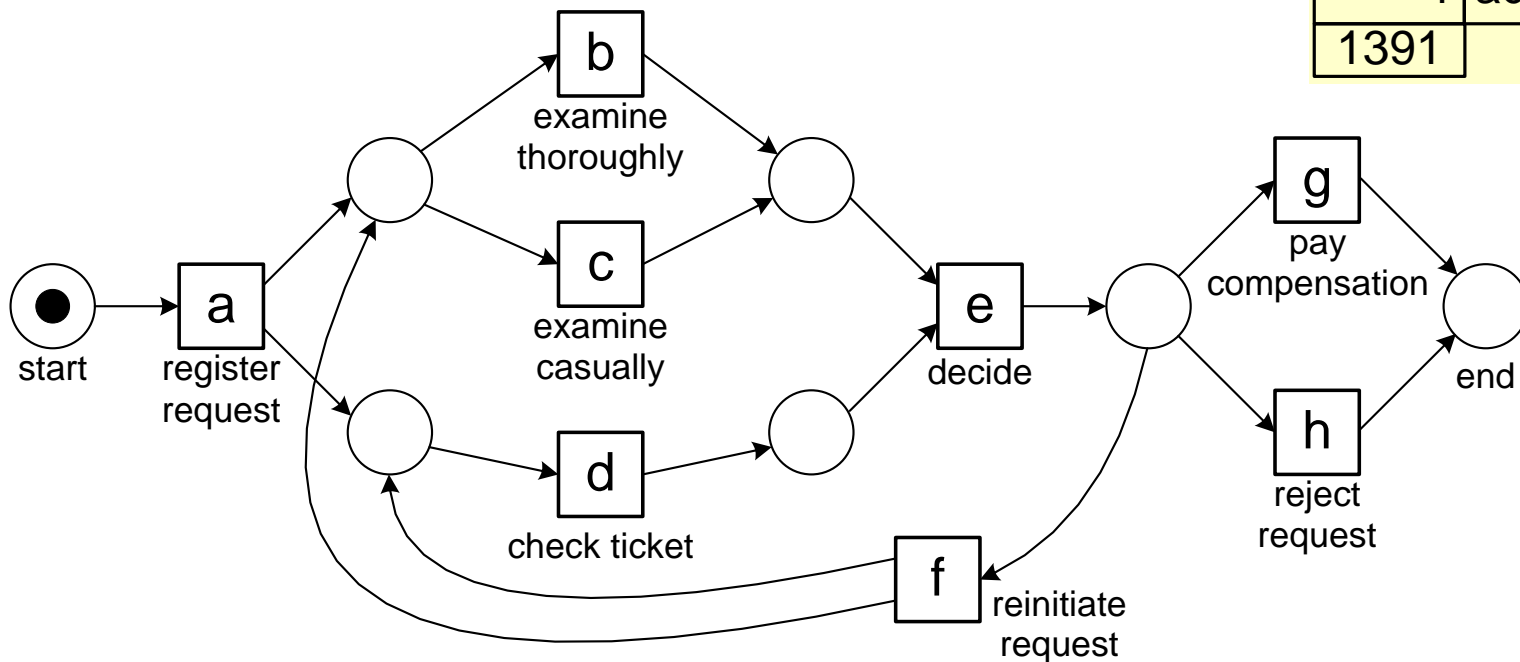 1391
b
examine
thoroughly
g
pay
compensation
c
examine
casually
start
a
register
request
e
decide
end
d
check ticket
h
reject
request
f
reinitiate
request